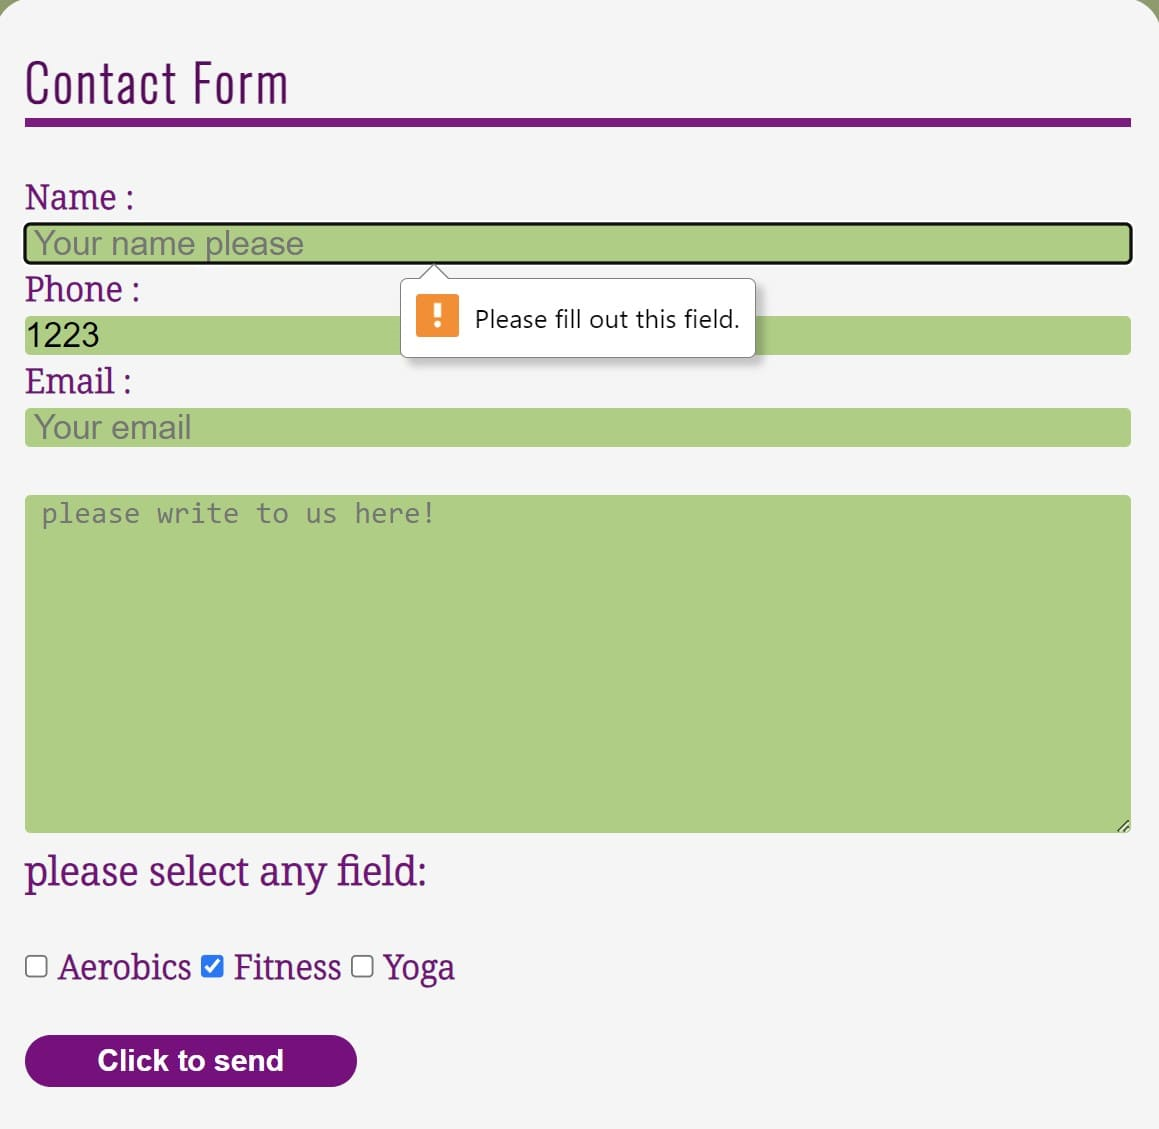 Contact Form
Name :
Your name please
Phone :
Please fill out this field.
1223
Email :
Your email
please write to us here!
please select any field:
Aerobics Fitness Yoga
Click to send